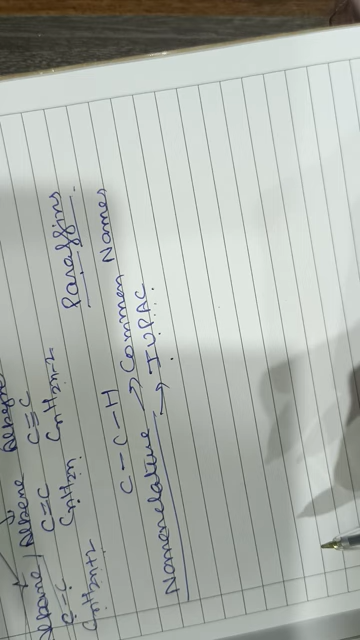 Alkane / Alkene Alkyne
C-C C=C C≡C
CnH2n+2 CnH2n CnH2n-2 Paraffins
C-C-H
Nomenclature → Common Names
→ IUPAC.